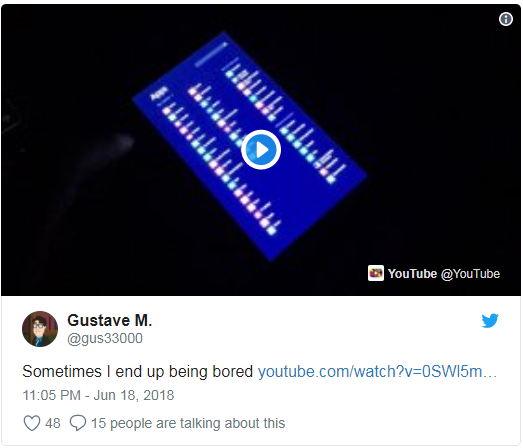 Apps
YouTube @YouTube
Gustave M.
@gus33000
Sometimes I end up being bored youtube.com/watch?v=0SWl5m…
11:05 PM - Jun 18, 2018
48 15 people are talking about this